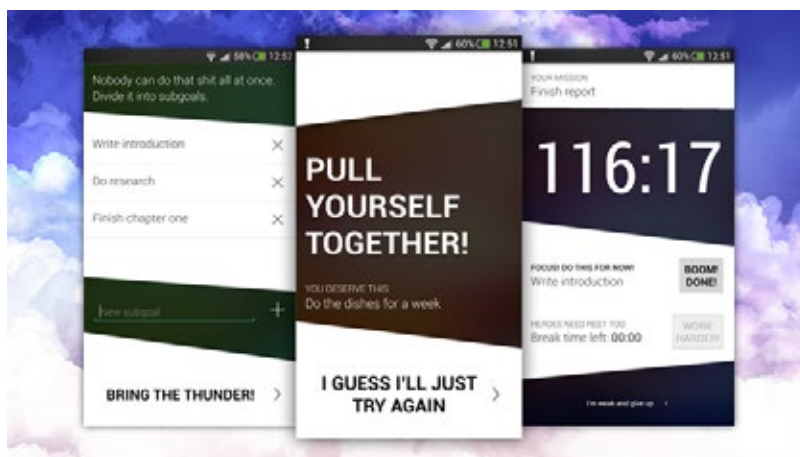 58% 12:52
Nobody can do that shit all at once.
Divide it into subgoals.
Write introduction
Do research
Finish chapter one
New subgoal
BRING THE THUNDER!
60% 12:51
PULL
YOURSELF
TOGETHER!
YOU DESERVE THIS
Do the dishes for a week
I GUESS I'LL JUST
TRY AGAIN
60% 12:51
YOUR MISSION
Finish report
116:17
FOCUS! DO THIS FOR NOW!
Write introduction
BOOM!
DONE!
HEROES NEED REST TOO
Break time left: 00:00
WORK
HARDER!
I'm weak and give up